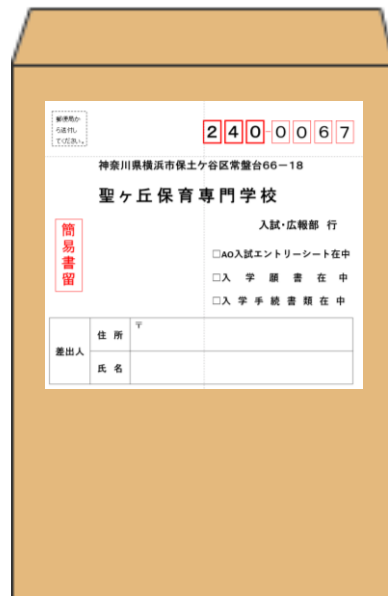 郵便局か
ら送付し
てください。
240-0067
神奈川県横浜市保土ケ谷区常盤台66-18
聖ヶ丘保育専門学校
入試・広報部 行
簡易書留
□AO入試エントリーシート在中
□入学願書在中
□入学手続書類在中
差出人
住所
〒
氏名